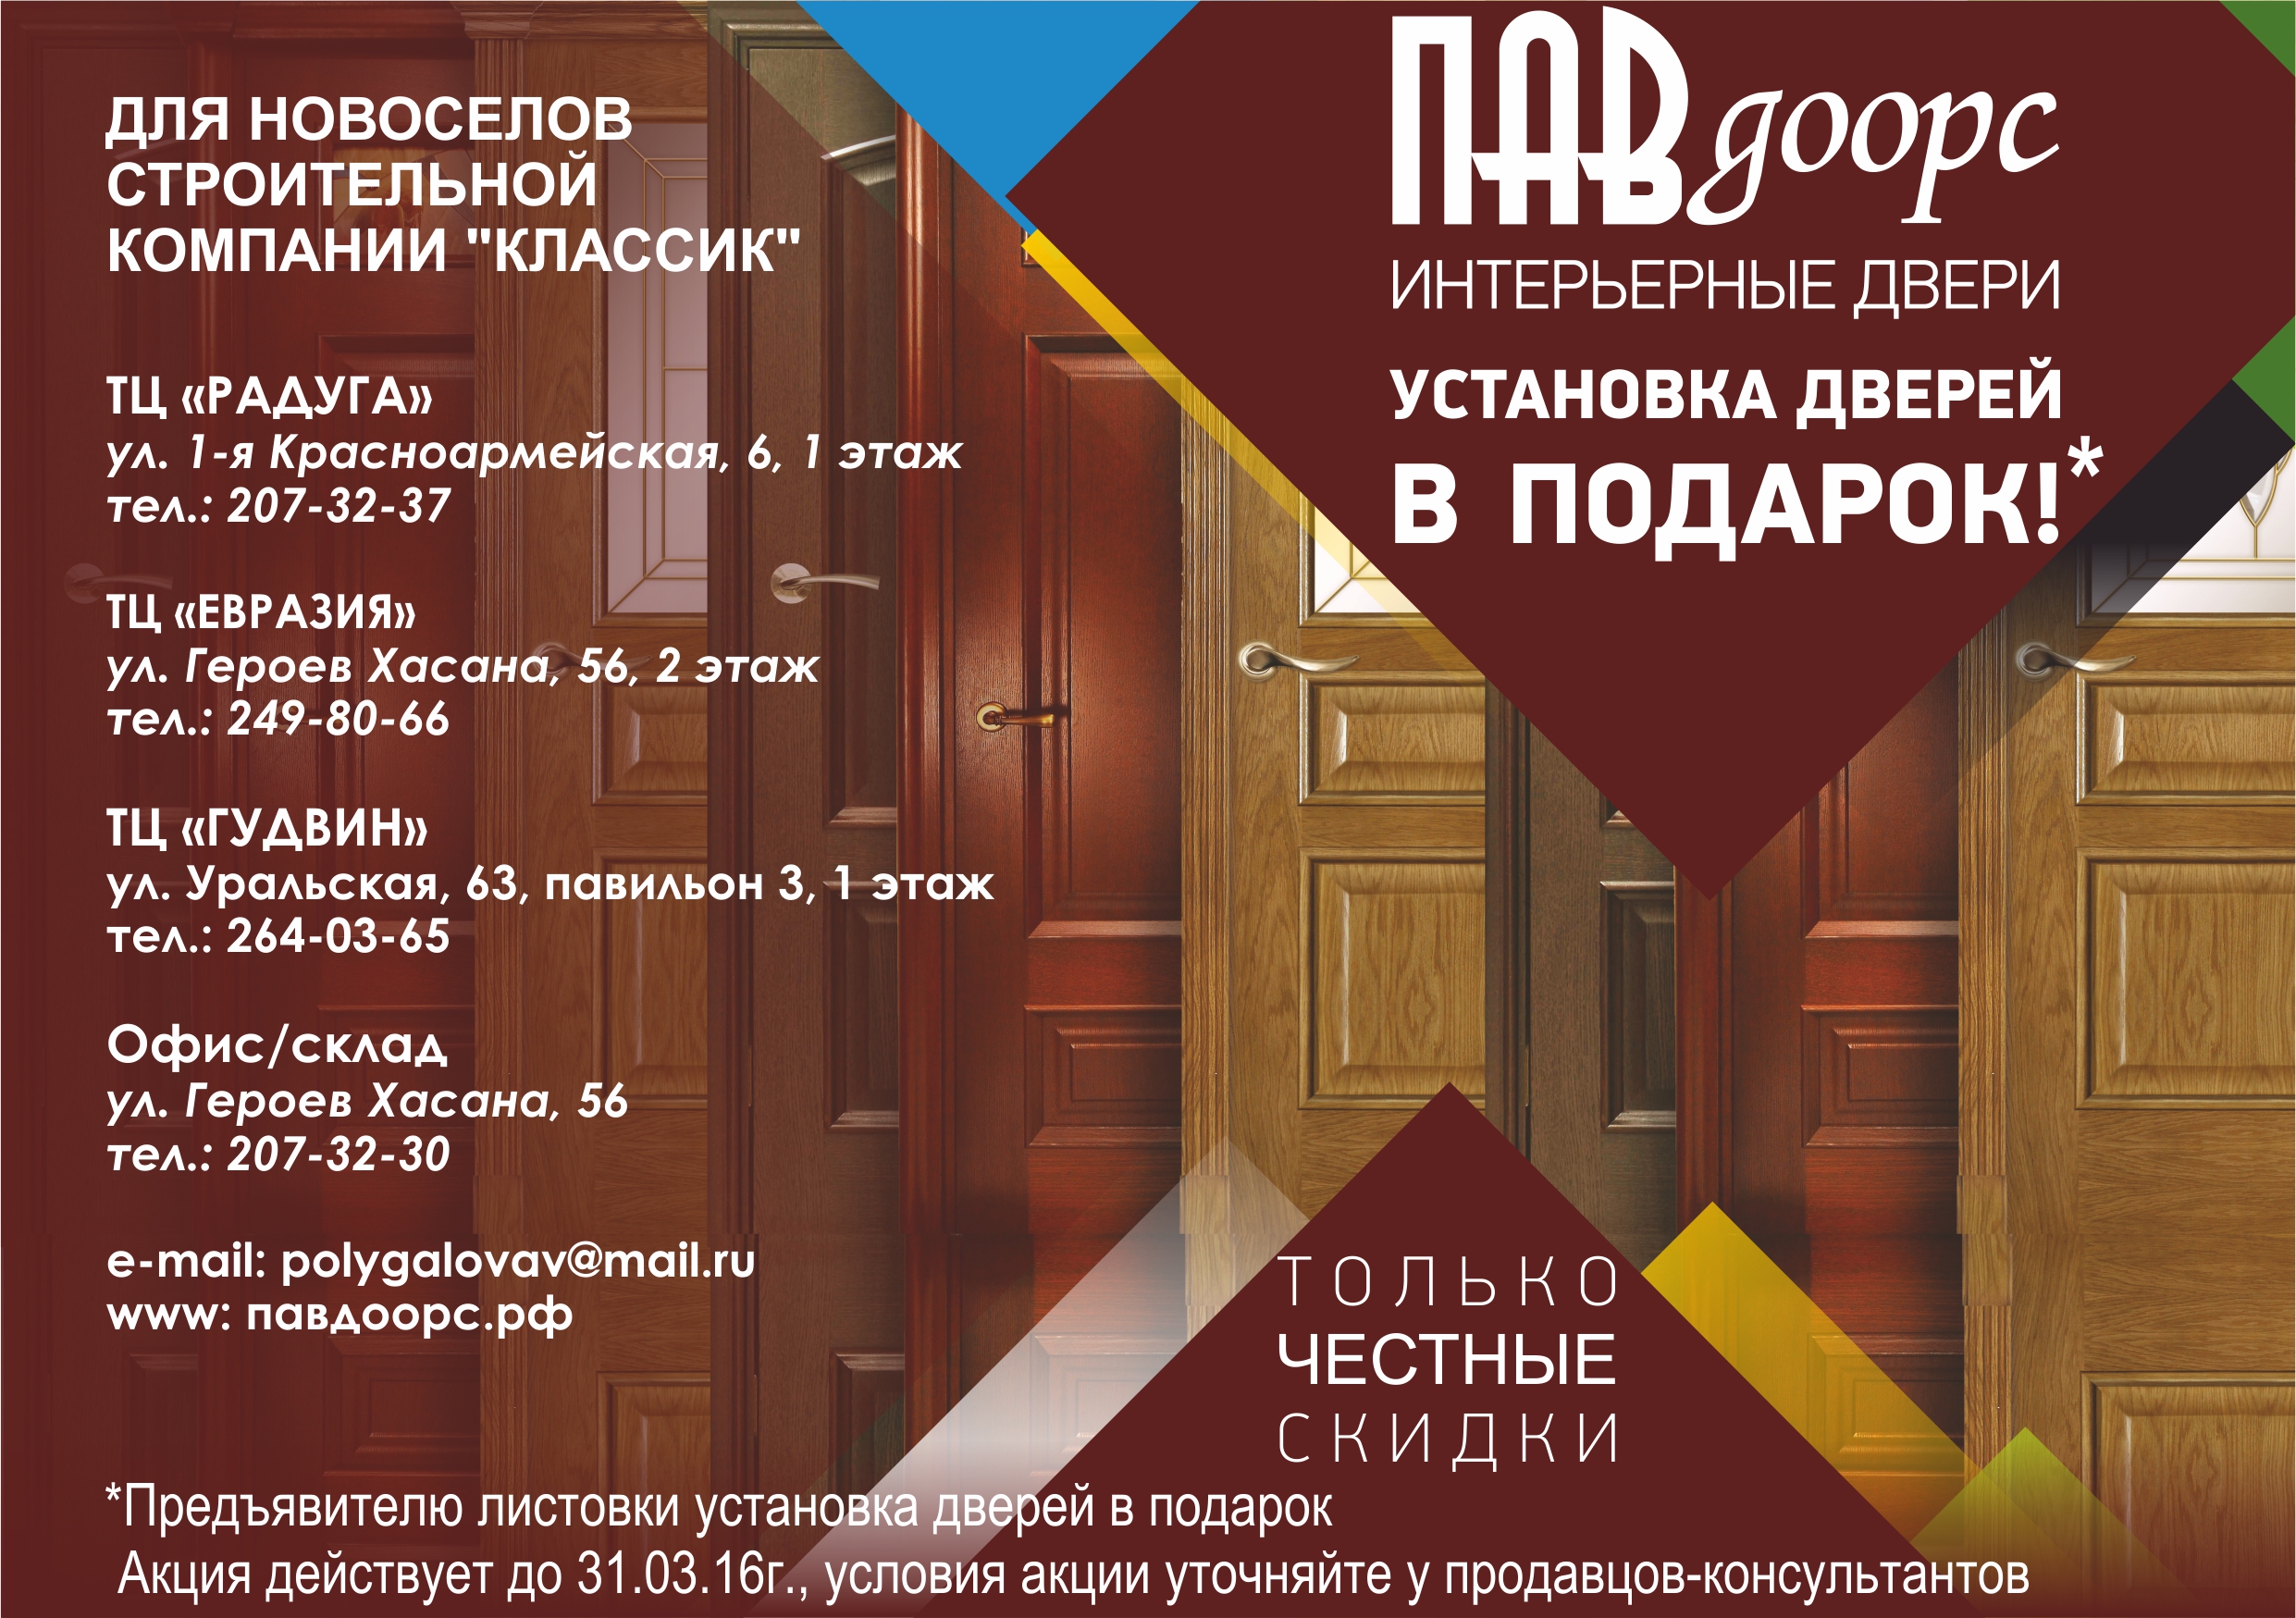 ДЛЯ НОВОСЕЛОВ
СТРОИТЕЛЬНОЙ
КОМПАНИИ "КЛАССИК"
ТЦ «РАДУГА»
ул. 1-я Красноармейская, 6, 1 этаж
тел.: 207-32-37
ТЦ «ЕВРАЗИЯ»
ул. Героев Хасана, 56, 2 этаж
тел.: 249-80-66
ТЦ «ГУДВИН»
ул. Уральская, 63, павильон 3, 1 этаж
тел.: 264-03-65
Офис/склад
ул. Героев Хасана, 56
тел.: 207-32-30
e-mail: polygalovav@mail.ru
www: павдоорс.рф
ПАВдоорс
ИНТЕРЬЕРНЫЕ ДВЕРИ
УСТАНОВКА ДВЕРЕЙ
В ПОДАРОК!*
ТОЛЬКО
ЧЕСТНЫЕ
СКИДКИ
*Предъявителю листовки установка дверей в подарок
Акция действует до 31.03.16г., условия акции уточняйте у продавцов-консультантов